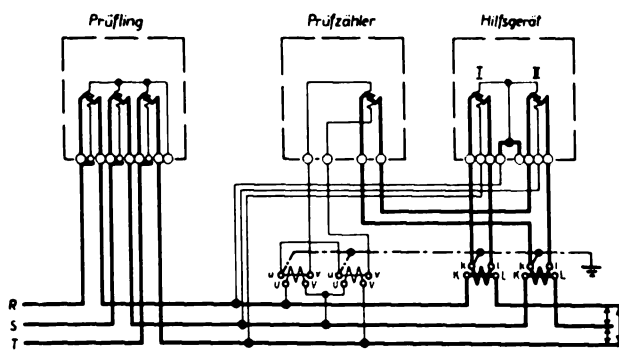 Prüfling Prüfzähler Hilfsgerät
I II
u v u v k l k l
U V U V K L K L
R
S
T